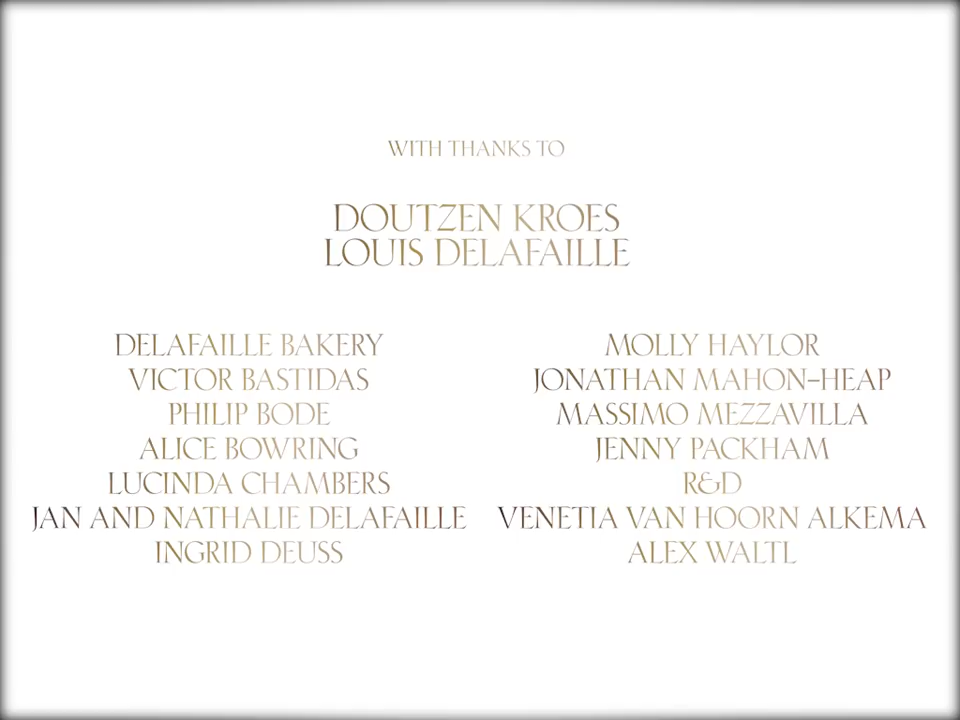 WITH THANKS TO
DOUTZEN KROES
LOUIS DELAFAILLE
DELAFAILLE BAKERY
VICTOR BASTIDAS
PHILIP BODE
ALICE BOWRING
LUCINDA CHAMBERS
JAN AND NATHALIE DELAFAILLE
INGRID DEUSS
MOLLY HAYLOR
JONATHAN MAHON-HEAP
MASSIMO MEZZAVILLA
JENNY PACKHAM
R&D
VENETIA VAN HOORN ALKEMA
ALEX WALTL